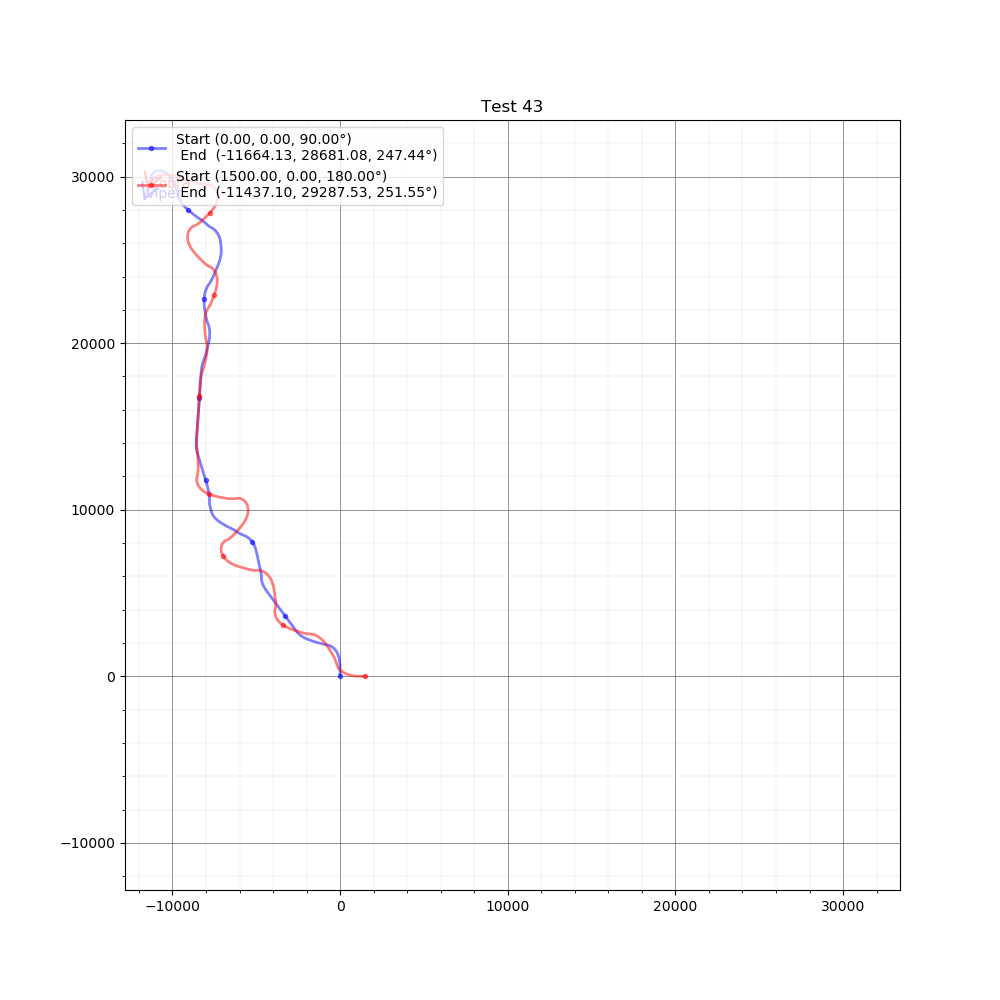 Test 43
Start (0.00, 0.00, 90.00°)
End (-11664.13, 28681.08, 247.44°)
Start (1500.00, 0.00, 180.00°)
End (-11437.10, 29287.53, 251.55°)
Viper
30000
20000
10000
0
−10000
−10000 0 10000 20000 30000